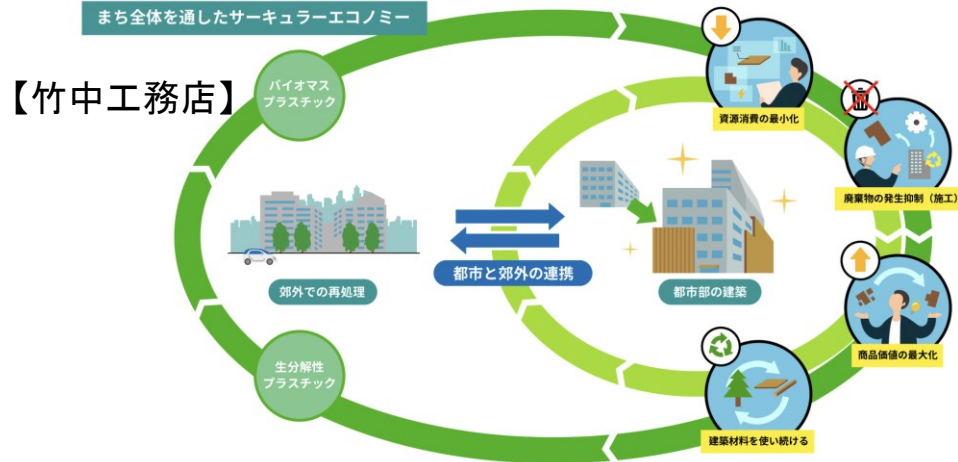 まち全体を通したサーキュラーエコノミー
【竹中工務店】
バイオマス
プラスチック
資源消費の最小化
廃棄物の発生抑制（施工）
都市と郊外の連携
郊外での再処理
都市部の建築
商品価値の最大化
生分解性
プラスチック
建築材料を使い続ける